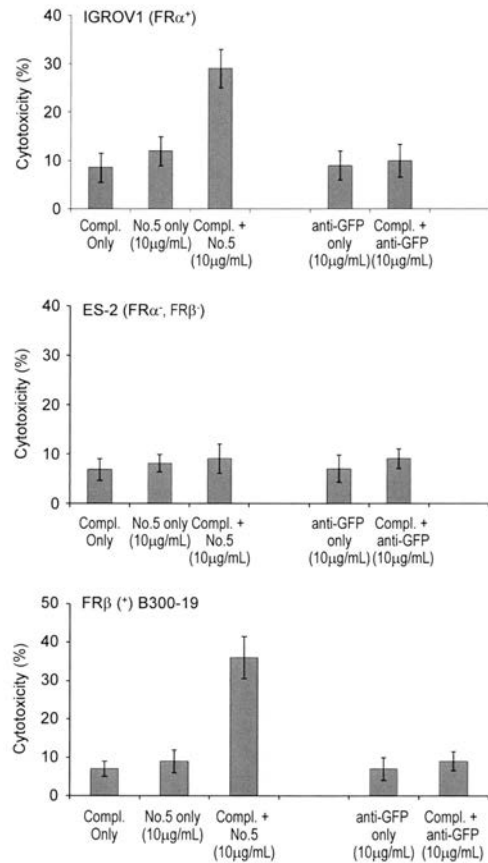 IGROV1 (FRα⁺)
40
30
20
10
0
Cytotoxicity (%)
Compl. No.5 only Compl. + anti-GFP Compl. +
Only (10μg/mL) No.5 only anti-GFP
(10μg/mL) (10μg/mL) (10μg/mL)
ES-2 (FRα⁻, FRβ⁻)
40
30
20
10
0
Cytotoxicity (%)
Compl. No.5 only Compl. + anti-GFP Compl. +
Only (10μg/mL) No.5 only anti-GFP
(10μg/mL) (10μg/mL) (10μg/mL)
FRβ (⁺) B300-19
50
40
30
20
10
0
Cytotoxicity (%)
Compl. No.5 only Compl. + anti-GFP Compl. +
Only (10μg/mL) No.5 only anti-GFP
(10μg/mL) (10μg/mL) (10μg/mL)